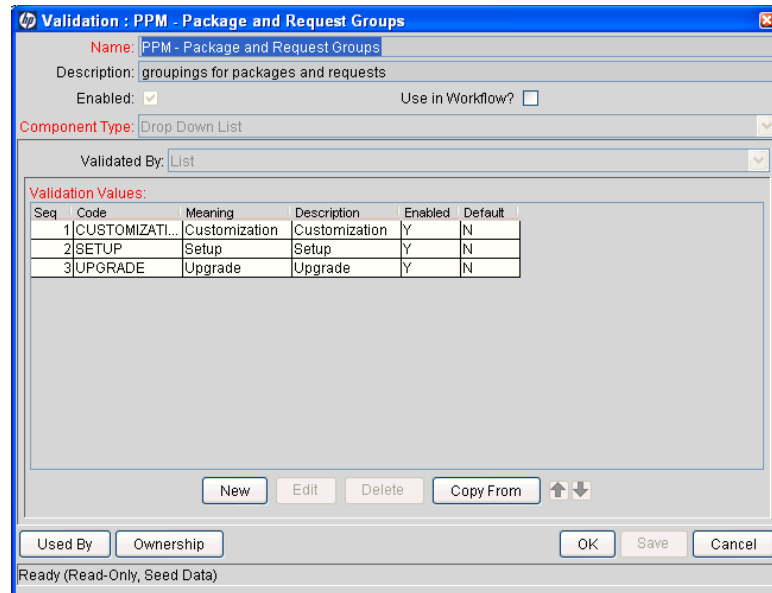 hp Validation : PPM - Package and Request Groups
Name: PPM - Package and Request Groups
Description: groupings for packages and requests
Enabled: Use in Workflow?
Component Type: Drop Down List
Validated By: List
Validation Values:
Seq Code Meaning Description Enabled Default
1 CUSTOMIZATI... Customization Customization Y N
2 SETUP Setup Setup Y N
3 UPGRADE Upgrade Upgrade Y N
New Edit Delete Copy From
Used By Ownership OK Save Cancel
Ready (Read-Only, Seed Data)